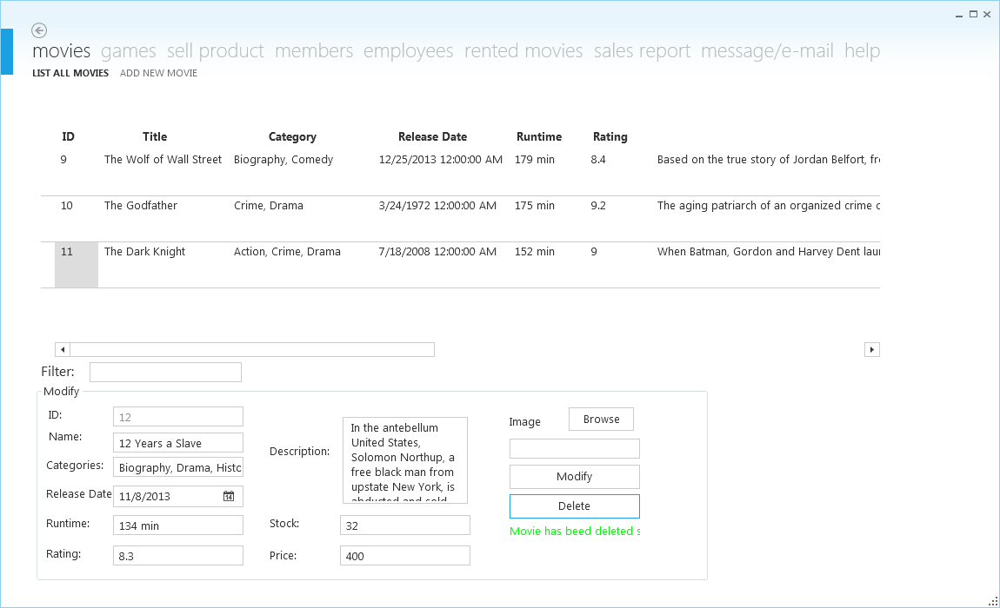 movies games sell product members employees rented movies sales report message/e-mail help
LIST ALL MOVIES ADD NEW MOVIE
ID Title Category Release Date Runtime Rating
9 The Wolf of Wall Street Biography, Comedy 12/25/2013 12:00:00 AM 179 min 8.4 Based on the true story of Jordan Belfort, fr
10 The Godfather Crime, Drama 3/24/1972 12:00:00 AM 175 min 9.2 The aging patriarch of an organized crime
11 The Dark Knight Action, Crime, Drama 7/18/2008 12:00:00 AM 152 min 9 When Batman, Gordon and Harvey Dent lau
Filter:
Modify
ID: 12
Name: 12 Years a Slave
Categories: Biography, Drama, Histo
Release Date 11/8/2013 14
Runtime: 134 min
Rating: 8.3
Description:
In the antebellum
United States,
Solomon Northup, a
free black man from
upstate New York, is
abducted and sold
Stock: 32
Price: 400
Image Browse
Modify
Delete
Movie has beed deleted s